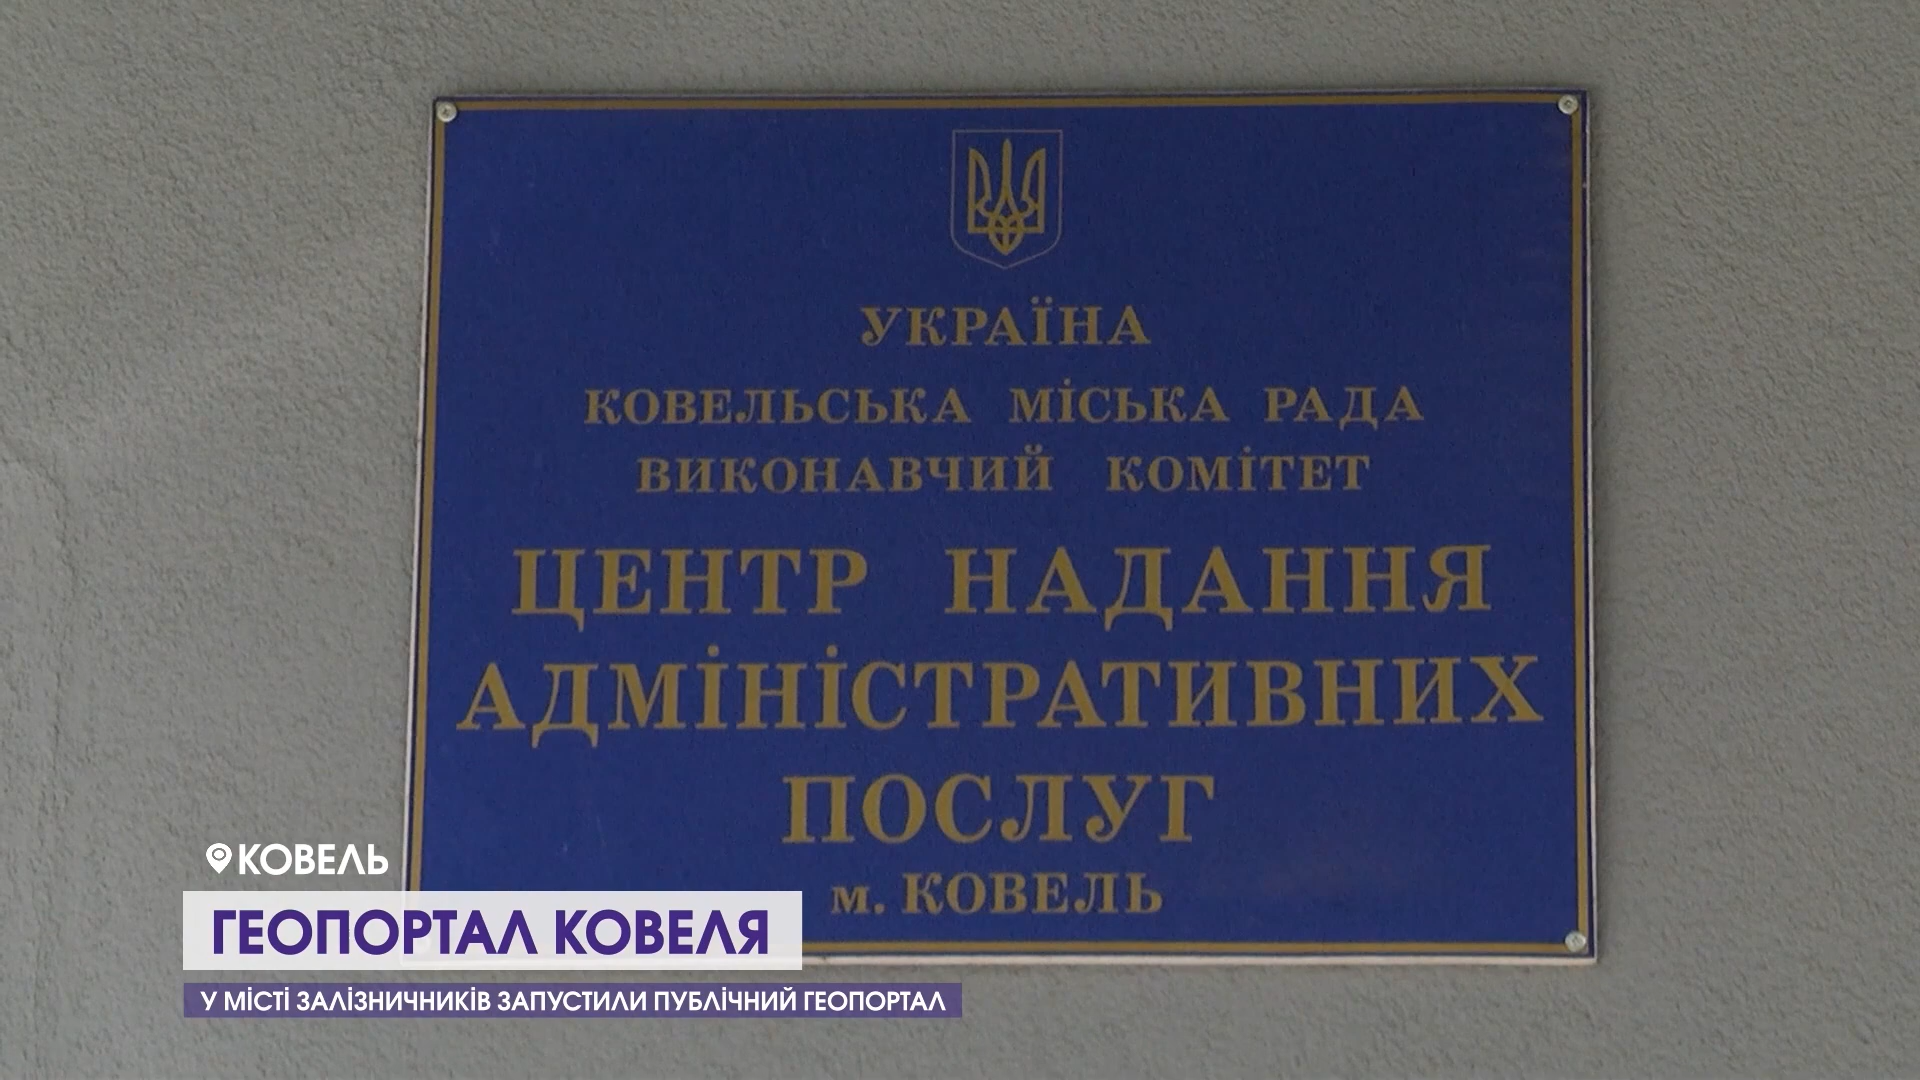 УКРАЇНА
КОВЕЛЬСЬКА МіСЬКА РАДА
ВИКОНАВЧИЙ КОМіТЕТ
ЦЕНТР НАДАННЯ
АДМіНіСТРАТИВНИХ
ПОСЛУГ
м. КОВЕЛЬ
КОВЕЛЬ
ГЕОПОРТАЛ КОВЕЛЯ
У МІСТІ ЗАЛІЗНИЧНИКІВ ЗАПУСТИЛИ ПУБЛІЧНИЙ ГЕОПОРТАЛ